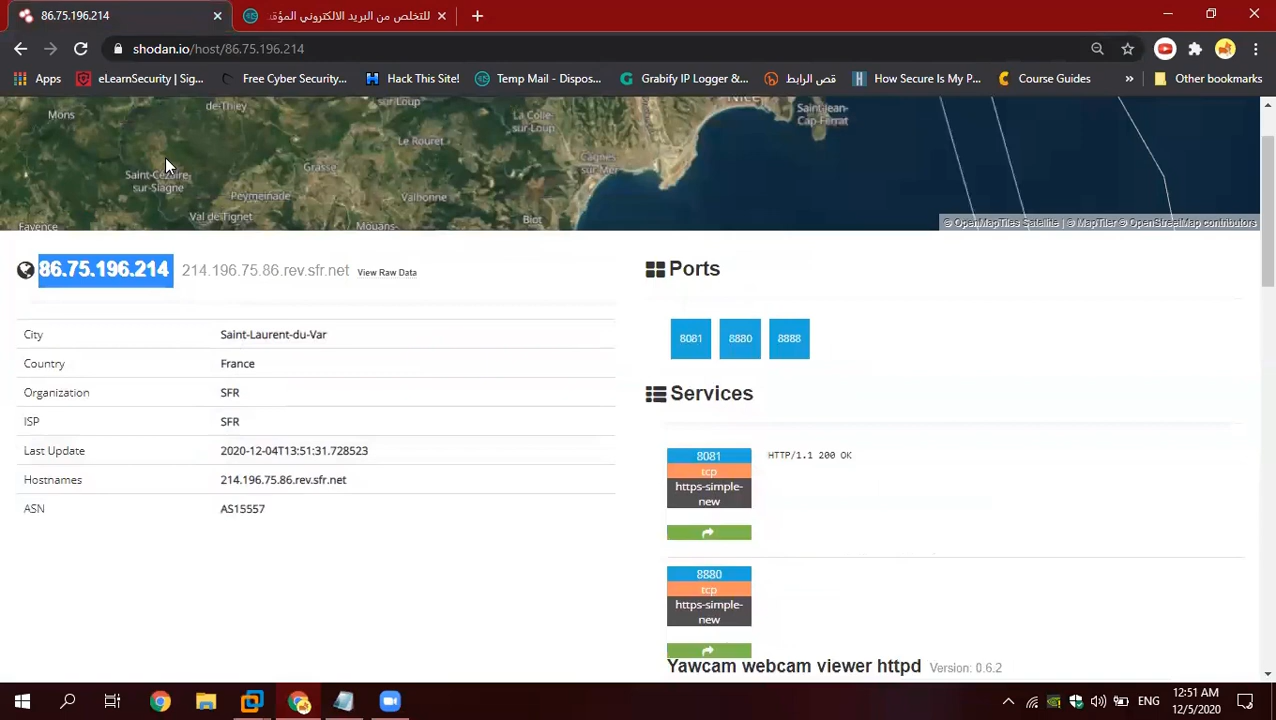 86.75.196.214
للتخلص من البريد الالكتروني المؤقت
shodan.io/host/86.75.196.214
Apps
eLearnSecurity | Sig...
Free Cyber Security...
Hack This Site!
Temp Mail - Dispos...
Grabify IP Logger &...
قص الرابط
How Secure Is My P...
Course Guides
»
Other bookmarks
de-Thiey
sur-Loup
Mons
La Colle-
sur-Loup
Nice
Saint-Jean-
Cap-Ferrat
Le Rouret
Grasse
Cagnes-
sur-Mer
Saint-Cézaire-
sur-Siagne
Peymeinade
Valbonne
Val de Tignet
Biot
Fayence
Mouans-
© OpenMapTiles Satellite | © MapTiler © OpenStreetMap contributors
86.75.196.214 214.196.75.86.rev.sfr.net View Raw Data
City Saint-Laurent-du-Var
Country France
Organization SFR
ISP SFR
Last Update 2020-12-04T13:51:31.728523
Hostnames 214.196.75.86.rev.sfr.net
ASN AS15557
Ports
8081 8880 8888
Services
8081
tcp
https-simple-
new
HTTP/1.1 200 OK
8880
tcp
https-simple-
new
Yawcam webcam viewer httpd Version: 0.6.2
ENG
12:51 AM
12/5/2020